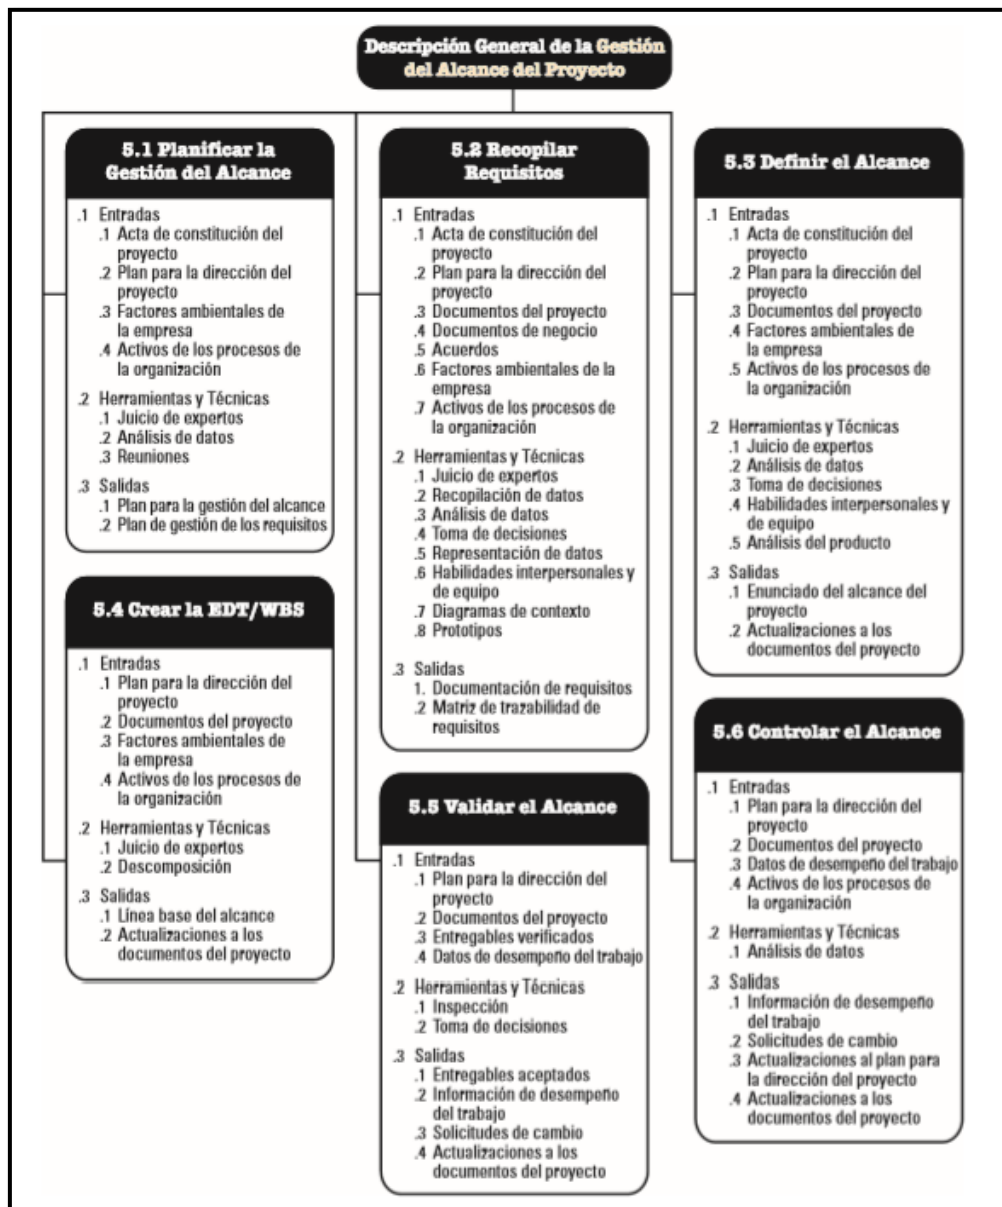 Descripción General de la Gestión
del Alcance del Proyecto
5.1 Planificar la
Gestión del Alcance
.1 Entradas
.1 Acta de constitución del
proyecto
.2 Plan para la dirección del
proyecto
.3 Factores ambientales de
la empresa
.4 Activos de los procesos de
la organización
.2 Herramientas y Técnicas
.1 Juicio de expertos
.2 Análisis de datos
.3 Reuniones
.3 Salidas
.1 Plan para la gestión del alcance
.2 Plan de gestión de los requisitos
5.2 Recopilar
Requisitos
.1 Entradas
.1 Acta de constitución del
proyecto
.2 Plan para la dirección del
proyecto
.3 Documentos del proyecto
.4 Documentos de negocio
.5 Acuerdos
.6 Factores ambientales de la
empresa
.7 Activos de los procesos de
la organización
.2 Herramientas y Técnicas
.1 Juicio de expertos
.2 Recopilación de datos
.3 Análisis de datos
.4 Toma de decisiones
.5 Representación de datos
.6 Habilidades interpersonales y
de equipo
.7 Diagramas de contexto
.8 Prototipos
.3 Salidas
1. Documentación de requisitos
.2 Matriz de trazabilidad de
requisitos
5.3 Definir el Alcance
.1 Entradas
.1 Acta de constitución del
proyecto
.2 Plan para la dirección del
proyecto
.3 Documentos del proyecto
.4 Factores ambientales de
la empresa
.5 Activos de los procesos de
la organización
.2 Herramientas y Técnicas
.1 Juicio de expertos
.2 Análisis de datos
.3 Toma de decisiones
.4 Habilidades interpersonales y
de equipo
.5 Análisis del producto
.3 Salidas
.1 Enunciado del alcance del
proyecto
.2 Actualizaciones a los
documentos del proyecto
5.4 Crear la EDT/WBS
.1 Entradas
.1 Plan para la dirección del
proyecto
.2 Documentos del proyecto
.3 Factores ambientales de
la empresa
.4 Activos de los procesos de
la organización
.2 Herramientas y Técnicas
.1 Juicio de expertos
.2 Descomposición
.3 Salidas
.1 Línea base del alcance
.2 Actualizaciones a los
documentos del proyecto
5.5 Validar el Alcance
.1 Entradas
.1 Plan para la dirección del
proyecto
.2 Documentos del proyecto
.3 Entregables verificados
.4 Datos de desempeño del trabajo
.2 Herramientas y Técnicas
.1 Inspección
.2 Toma de decisiones
.3 Salidas
.1 Entregables aceptados
.2 Información de desempeño
del trabajo
.3 Solicitudes de cambio
.4 Actualizaciones a los
documentos del proyecto
5.6 Controlar el Alcance
.1 Entradas
.1 Plan para la dirección del
proyecto
.2 Documentos del proyecto
.3 Datos de desempeño del trabajo
.4 Activos de los procesos de
la organización
.2 Herramientas y Técnicas
.1 Análisis de datos
.3 Salidas
.1 Información de desempeño
del trabajo
.2 Solicitudes de cambio
.3 Actualizaciones al plan para
la dirección del proyecto
.4 Actualizaciones a los
documentos del proyecto